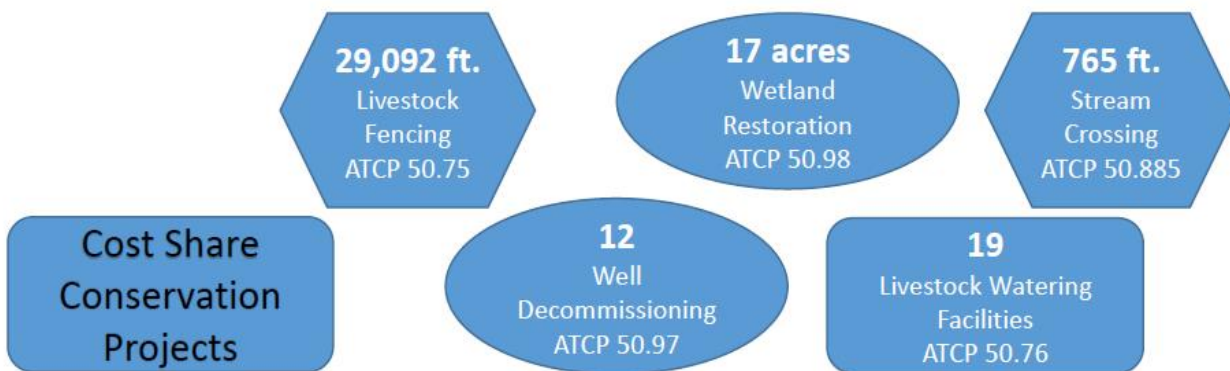 29,092 ft.
Livestock
Fencing
ATCP 50.75
17 acres
Wetland
Restoration
ATCP 50.98
765 ft.
Stream
Crossing
ATCP 50.885
Cost Share
Conservation
Projects
12
Well
Decommissioning
ATCP 50.97
19
Livestock Watering
Facilities
ATCP 50.76